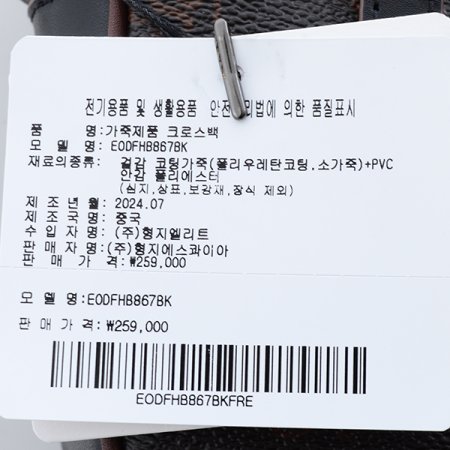 전기용품 및 생활용품 안전관리법에 의한 품질표시
품 명:가죽제품 크로스백
모 델 명:EODFHB867BK
재료의종류: 겉감 코팅가죽(폴리우레탄코팅,소가죽)+PVC
안감 폴리에스터
(심지,상표,보강재,장식 제외)
제 조 년 월:2024.07
제 조 국 명:중국
수 입 자 명:(주)형지엘리트
판 매 자 명:(주)형지에스콰이아
판 매 가 격:₩259,000
모 델 명:EODFHB867BK
판 매 가 격:₩259,000
EODFHB867BKFRE